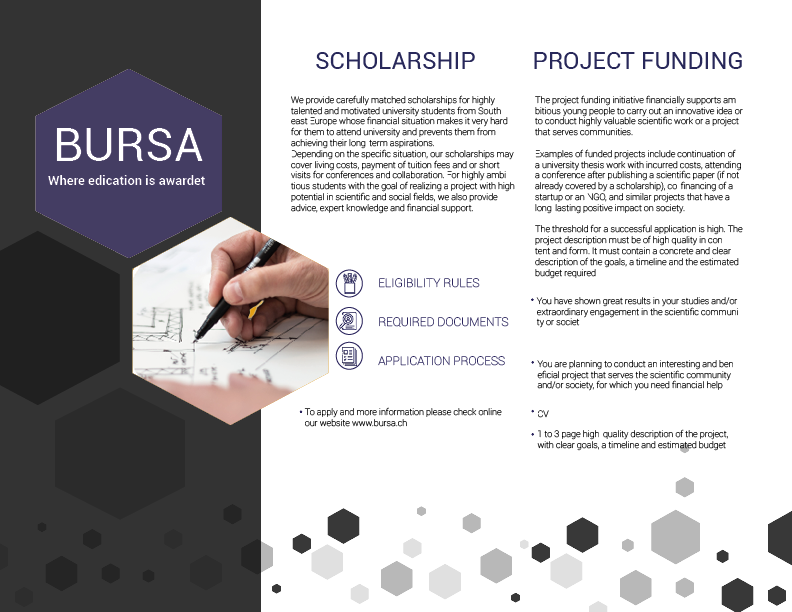 BURSA
Where edication is awardet
SCHOLARSHIP
We provide carefully matched scholarships for highly
talented and motivated university students from South
east Europe whose financial situation makes it very hard
for them to attend university and prevents them from
achieving their long term aspirations.
Depending on the specific situation, our scholarships may
cover living costs, payment of tuition fees and or short
visits for conferences and collaboration. For highly ambi
tious students with the goal of realizing a project with high
potential in scientific and social fields, we also provide
advice, expert knowledge and financial support.
ELIGIBILITY RULES
REQUIRED DOCUMENTS
APPLICATION PROCESS
• To apply and more information please check online
our website www.bursa.ch
PROJECT FUNDING
The project funding initiative financially supports am
bitious young people to carry out an innovative idea or
to conduct highly valuable scientific work or a project
that serves communities.
Examples of funded projects include continuation of
a university thesis work with incurred costs, attending
a conference after publishing a scientific paper (if not
already covered by a scholarship), co financing of a
startup or an NGO, and similar projects that have a
long lasting positive impact on society.
The threshold for a successful application is high. The
project description must be of high quality in con
tent and form. It must contain a concrete and clear
description of the goals, a timeline and the estimated
budget required
• You have shown great results in your studies and/or
extraordinary engagement in the scientific communi
ty or societ
• You are planning to conduct an interesting and ben
eficial project that serves the scientific community
and/or society, for which you need financial help
• CV
• 1 to 3 page high quality description of the project,
with clear goals, a timeline and estimated budget